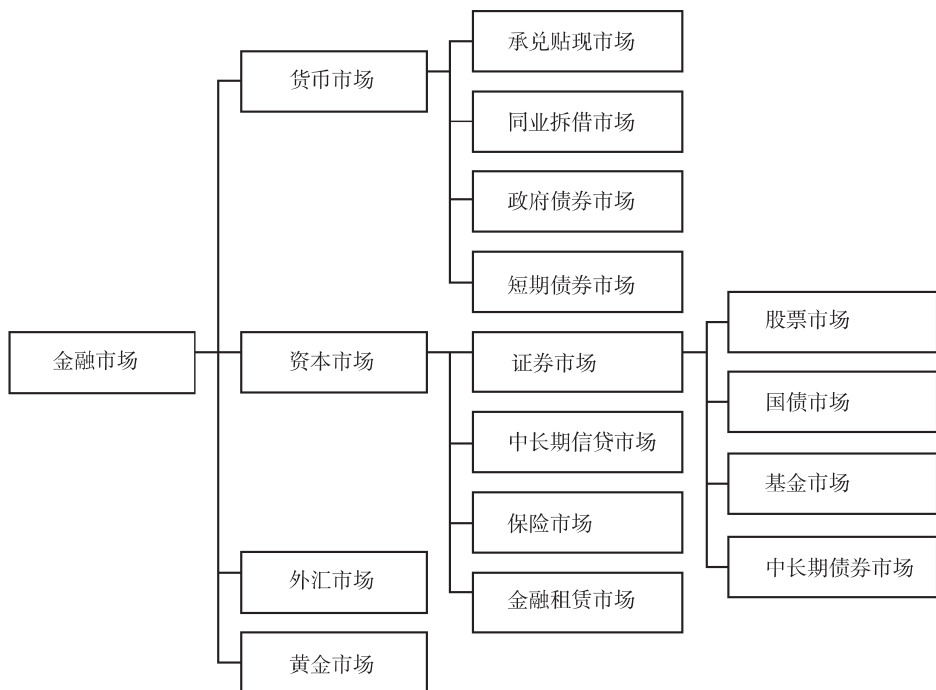 金融市场
货币市场
承兑贴现市场
同业拆借市场
政府债券市场
短期债券市场
资本市场
证券市场
股票市场
国债市场
基金市场
中长期债券市场
中长期信贷市场
保险市场
金融租赁市场
外汇市场
黄金市场